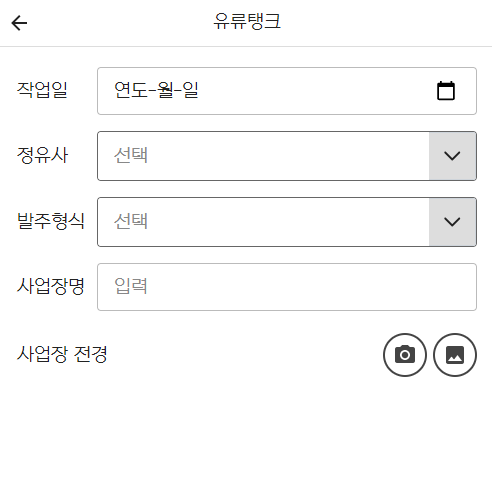 유류탱크
작업일 연도-월-일
정유사 선택
발주형식 선택
사업장명 입력
사업장 전경